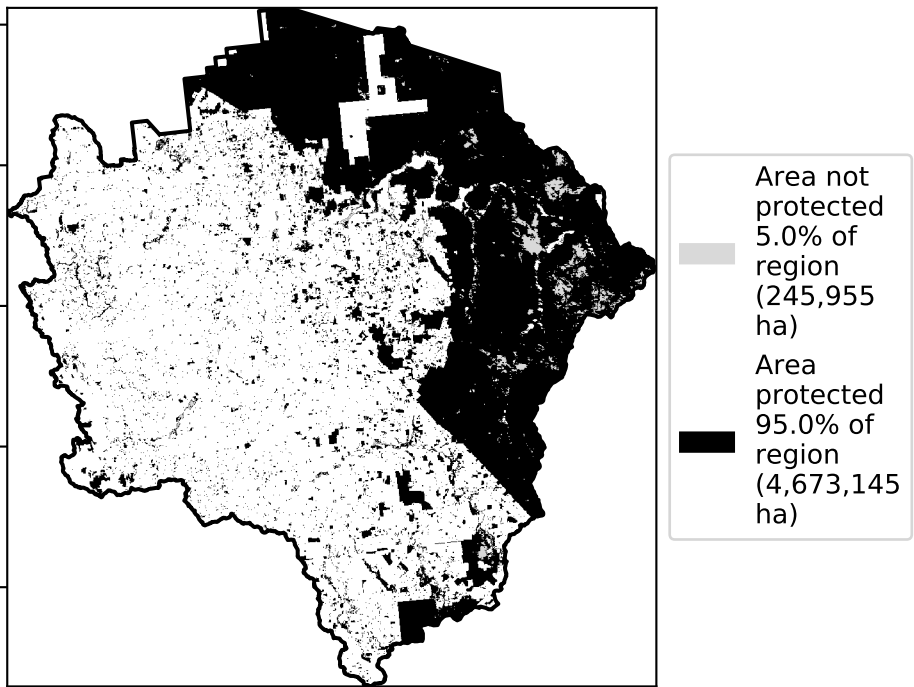 Area not
protected
5.0% of
region
(245,955
ha)
Area
protected
95.0% of
region
(4,673,145
ha)